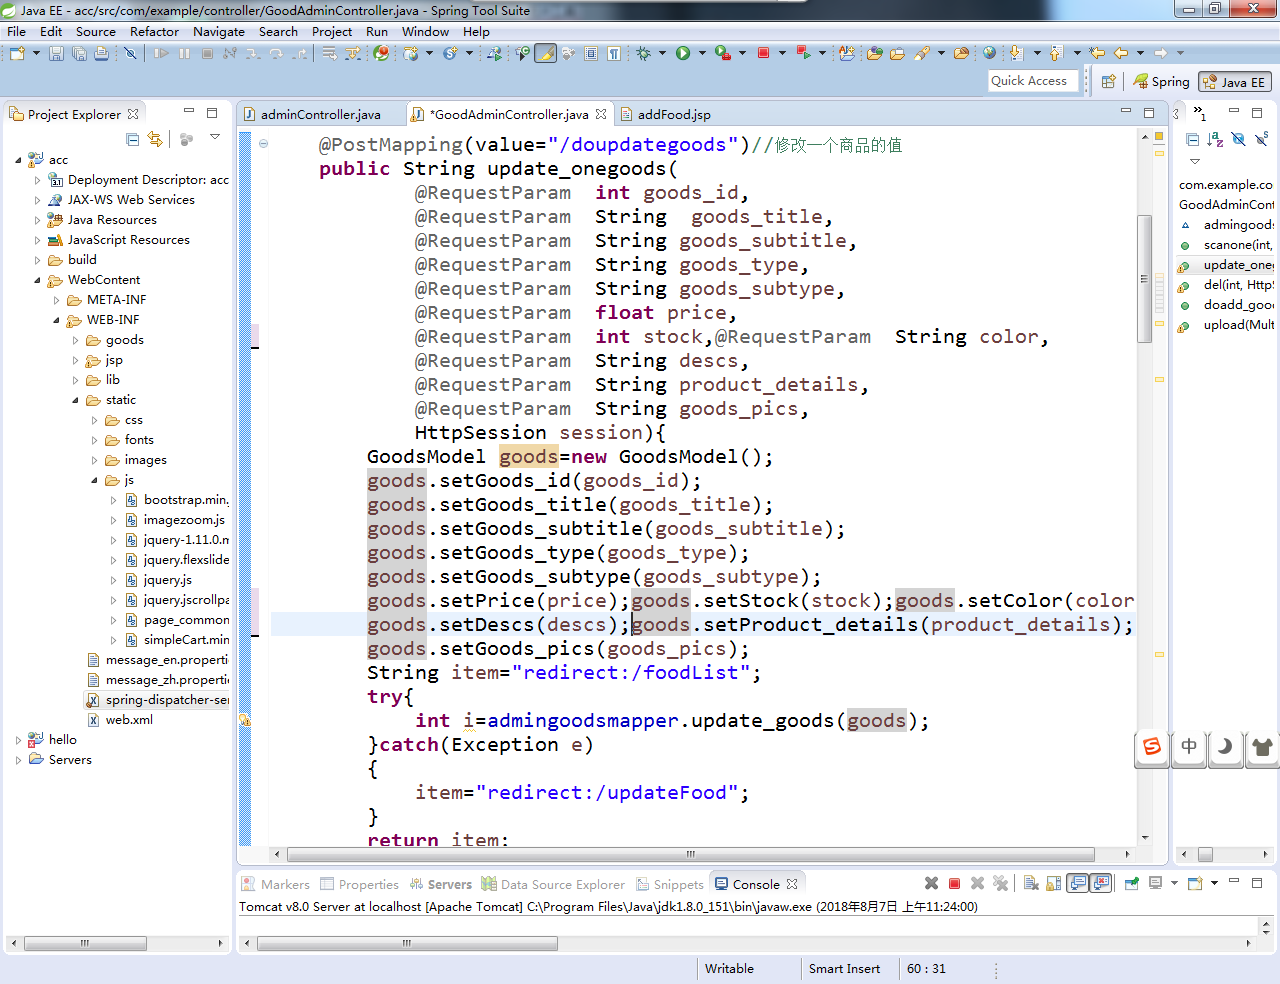 Java EE - acc/src/com/example/controller/GoodAdminController.java - Spring Tool Suite
File Edit Source Refactor Navigate Search Project Run Window Help
Quick Access
Spring
Java EE
Project Explorer
acc
Deployment Descriptor: acc
JAX-WS Web Services
Java Resources
JavaScript Resources
build
WebContent
META-INF
WEB-INF
goods
jsp
lib
static
css
fonts
images
js
bootstrap.min.
imagezoom.js
jquery-1.11.0.m
jquery.flexslide
jquery.js
jquery.jscrollpa
page_common
simpleCart.min
message_en.properti
message_zh.properti
spring-dispatcher-ser
web.xml
hello
Servers
adminController.java
*GoodAdminController.java
addFood.jsp
@PostMapping(value="/doupdategoods")//修改一个商品的值
public String update_onegoods(
@RequestParam  int goods_id,
@RequestParam  String  goods_title,
@RequestParam  String goods_subtitle,
@RequestParam  String goods_type,
@RequestParam  String goods_subtype,
@RequestParam  float price,
@RequestParam  int stock,@RequestParam  String color,
@RequestParam  String descs,
@RequestParam  String product_details,
@RequestParam  String goods_pics,
HttpSession session){
GoodsModel goods=new GoodsModel();
goods.setGoods_id(goods_id);
goods.setGoods_title(goods_title);
goods.setGoods_subtitle(goods_subtitle);
goods.setGoods_type(goods_type);
goods.setGoods_subtype(goods_subtype);
goods.setPrice(price);goods.setStock(stock);goods.setColor(color
goods.setDescs(descs);goods.setProduct_details(product_details);
goods.setGoods_pics(goods_pics);
String item="redirect:/foodList";
try{
int i=admingoodsmapper.update_goods(goods);
}catch(Exception e)
{
item="redirect:/updateFood";
}
return item;
1
com.example.co
GoodAdminCont
admingoods
scanone(int,
update_oneg
del(int, HttpS
doadd_goo
upload(Mult
中
Markers Properties Servers Data Source Explorer Snippets Console
Tomcat v8.0 Server at localhost [Apache Tomcat] C:\Program Files\Java\jdk1.8.0_151\bin\javaw.exe (2018年8月7日 上午11:24:00)
Writable
Smart Insert
60 : 31